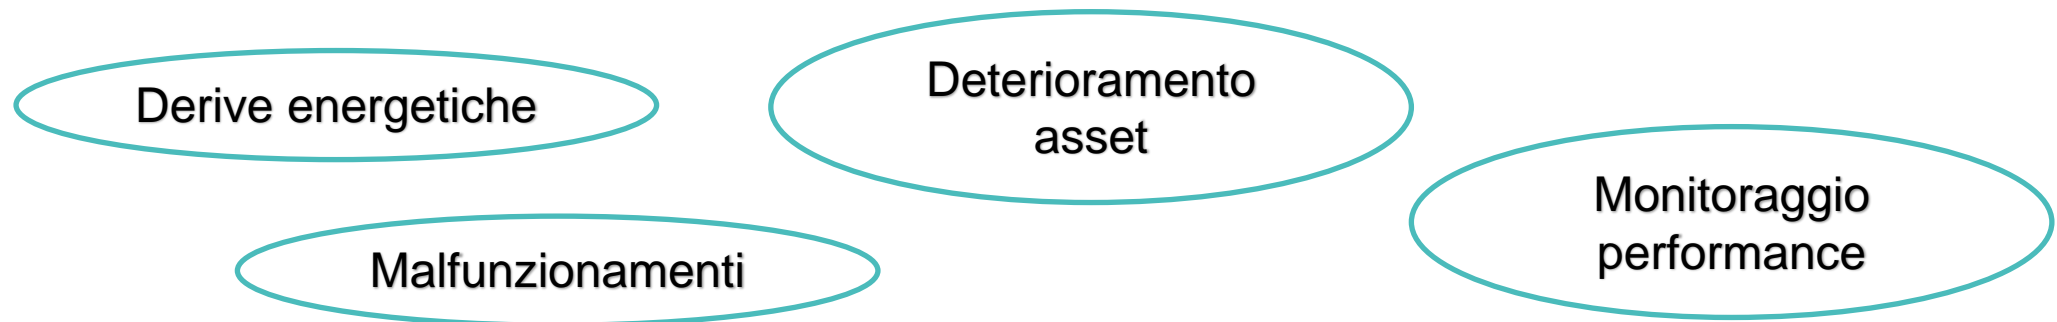 Derive energetiche
Deterioramento
asset
Malfunzionamenti
Monitoraggio
performance